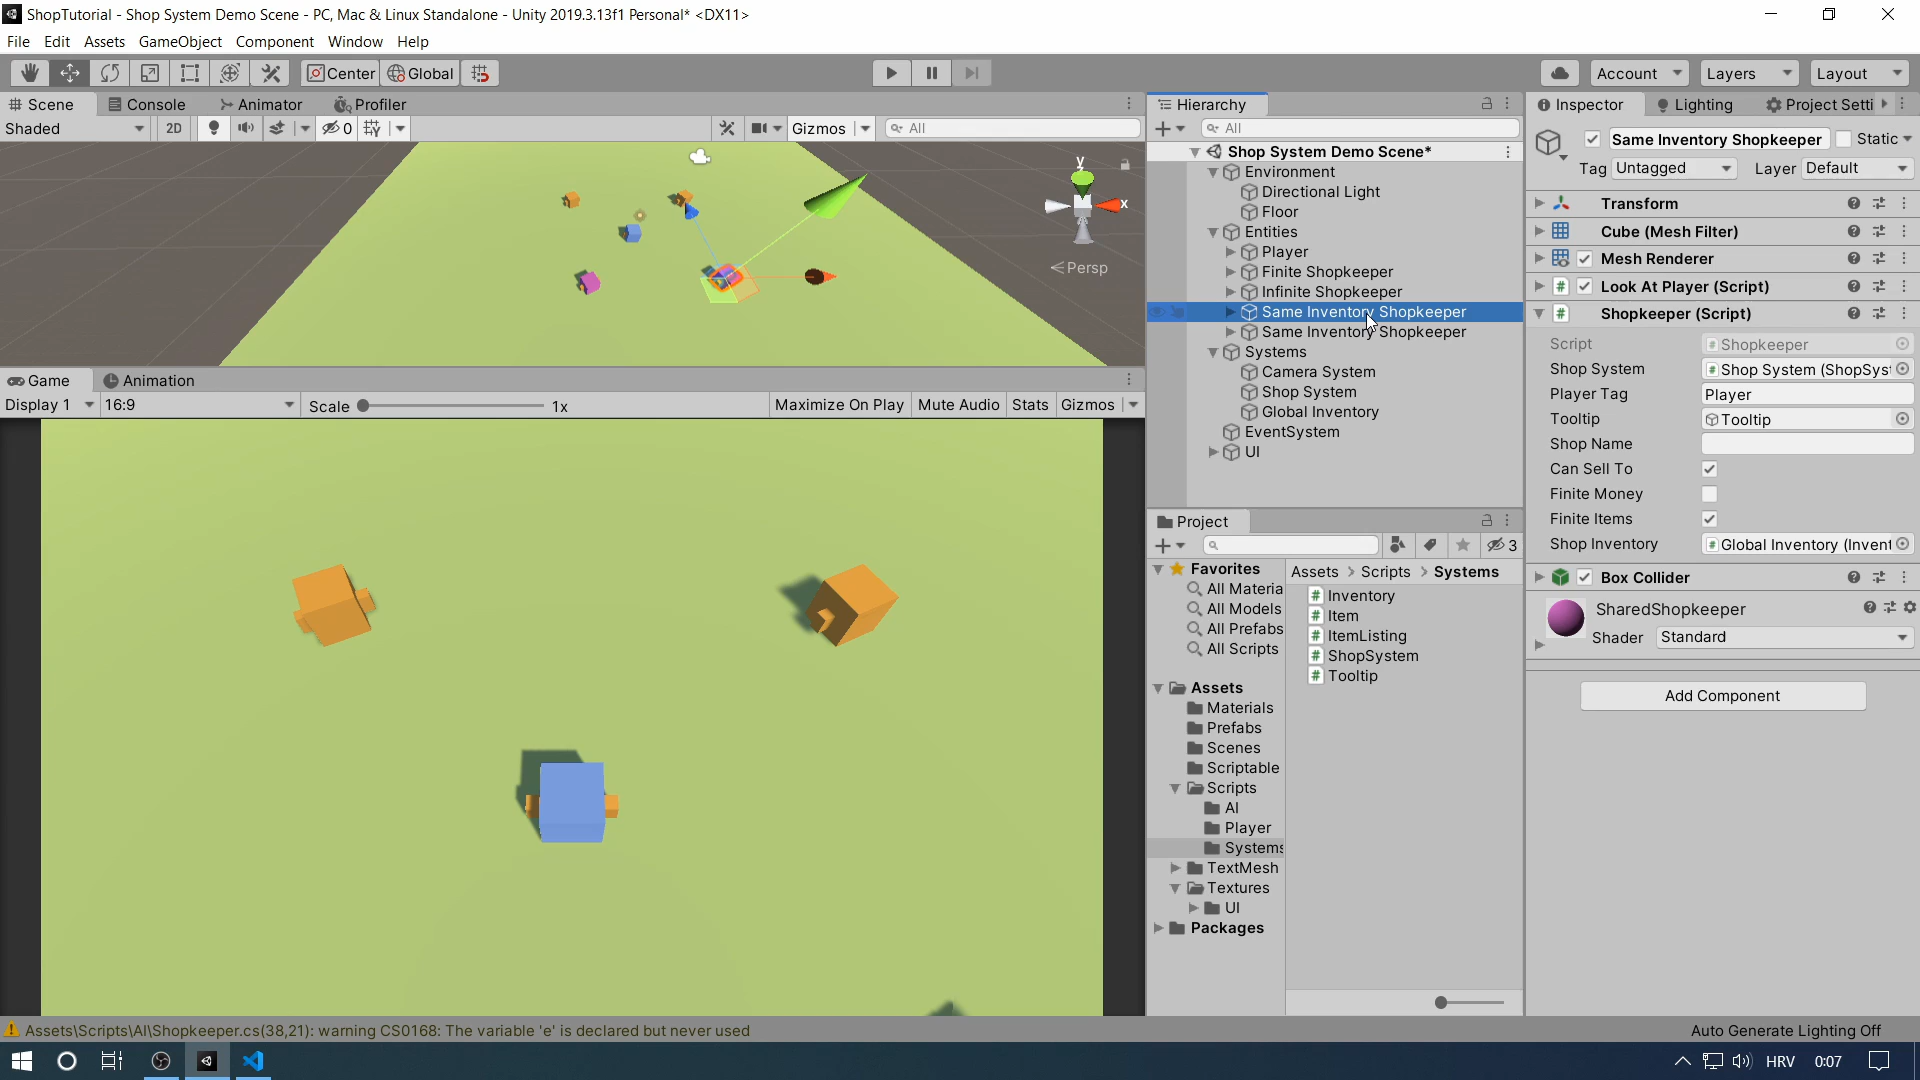 ShopTutorial - Shop System Demo Scene - PC, Mac & Linux Standalone - Unity 2019.3.13f1 Personal* <DX11>
File Edit Assets GameObject Component Window Help
Center Global Account Layers Layout
Scene Console Animator Profiler
Shaded 2D 0 Gizmos All
y
x
Persp
Game Animation
Display 1 16:9 Scale 1x Maximize On Play Mute Audio Stats Gizmos
Hierarchy
All
Shop System Demo Scene*
Environment
Directional Light
Floor
Entities
Player
Finite Shopkeeper
Infinite Shopkeeper
Same Inventory Shopkeeper
Same Inventory Shopkeeper
Systems
Camera System
Shop System
Global Inventory
EventSystem
UI
Project
3
Favorites
All Materia
All Models
All Prefabs
All Scripts
Assets
Materials
Prefabs
Scenes
Scriptable
Scripts
AI
Player
Systems
TextMesh
Textures
UI
Packages
Assets > Scripts > Systems
Inventory
Item
ItemListing
ShopSystem
Tooltip
Inspector Lighting Project Setti
Same Inventory Shopkeeper Static
Tag Untagged Layer Default
Transform
Cube (Mesh Filter)
Mesh Renderer
Look At Player (Script)
Shopkeeper (Script)
Script Shopkeeper
Shop System Shop System (ShopSyst
Player Tag Player
Tooltip Tooltip
Shop Name
Can Sell To
Finite Money
Finite Items
Shop Inventory Global Inventory (Invent
Box Collider
SharedShopkeeper
Shader Standard
Add Component
Assets\Scripts\AI\Shopkeeper.cs(38,21): warning CS0168: The variable 'e' is declared but never used
Auto Generate Lighting Off
HRV 0:07